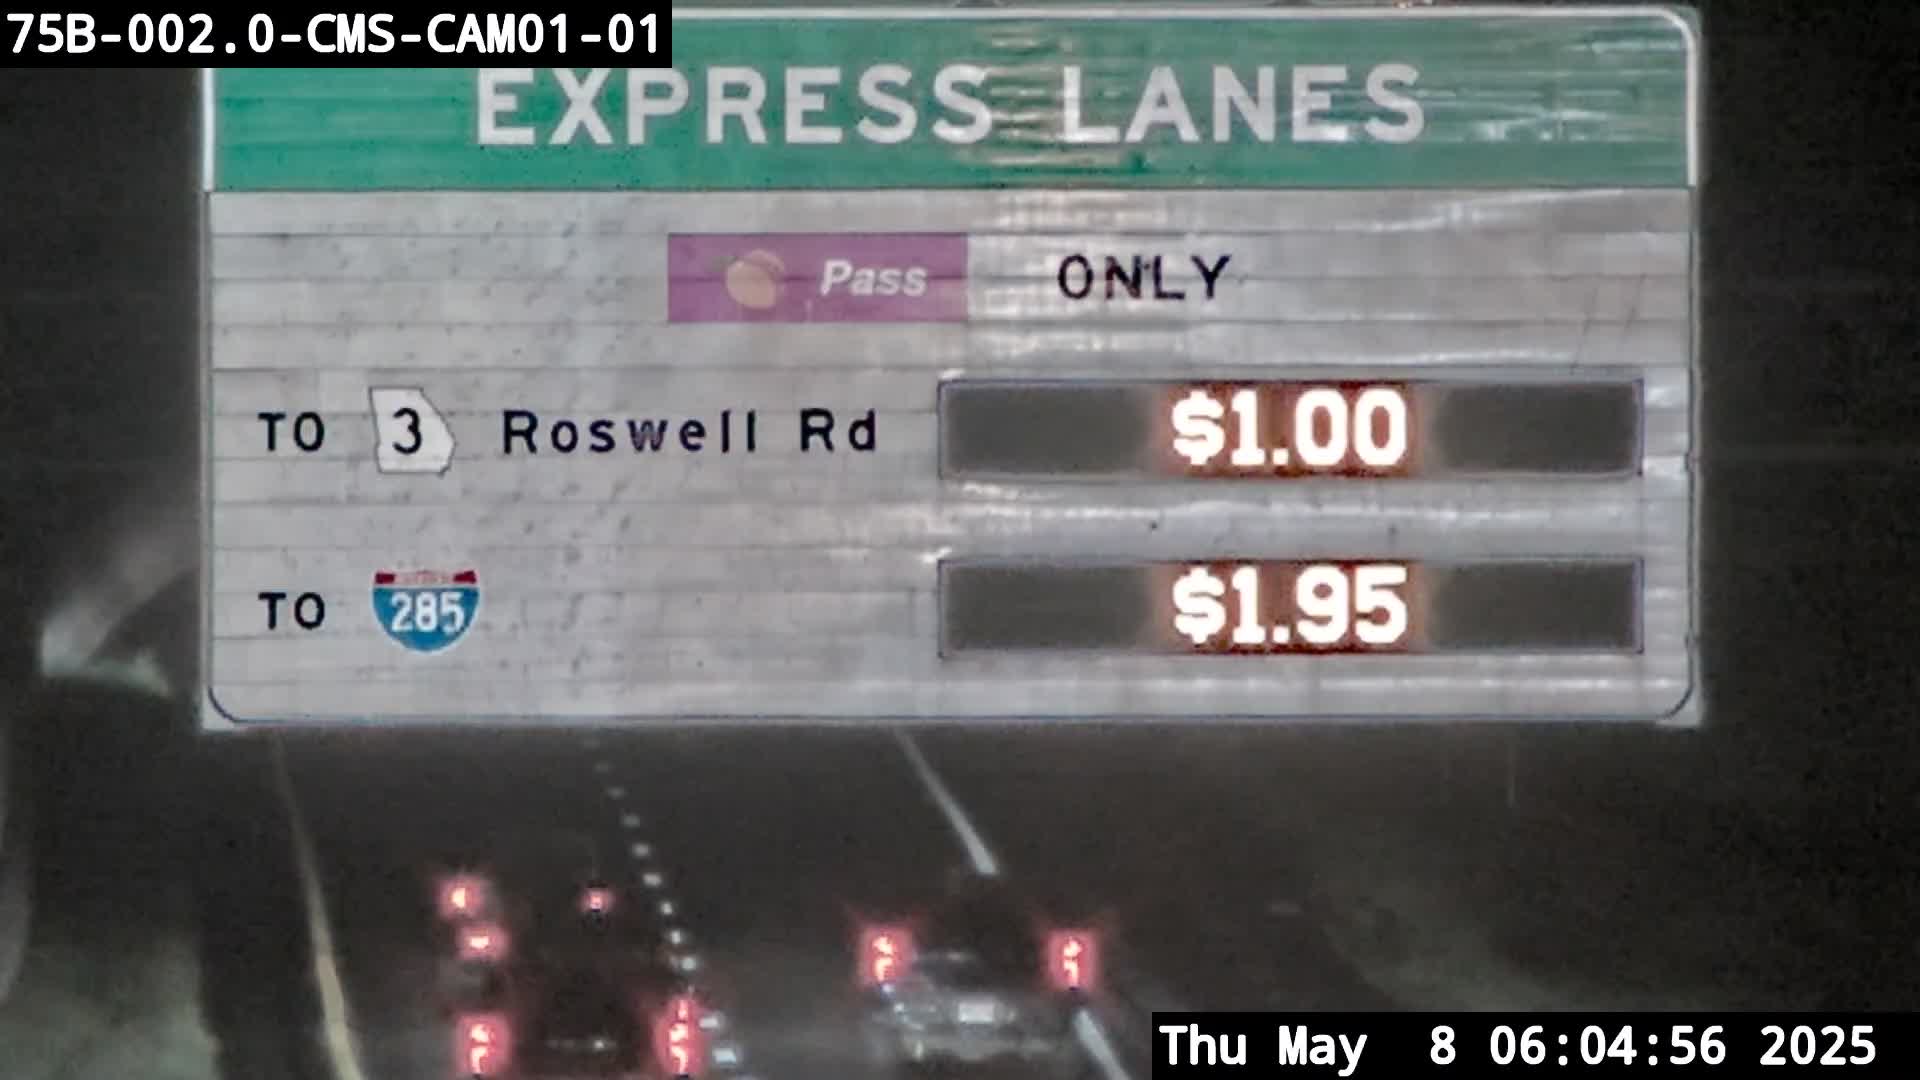 75B-002.0-CMS-CAM01-01
EXPRESS LANES
Pass ONLY
TO 3 Roswell Rd $1.00
TO 285 $1.95
Thu May 8 06:04:56 2025